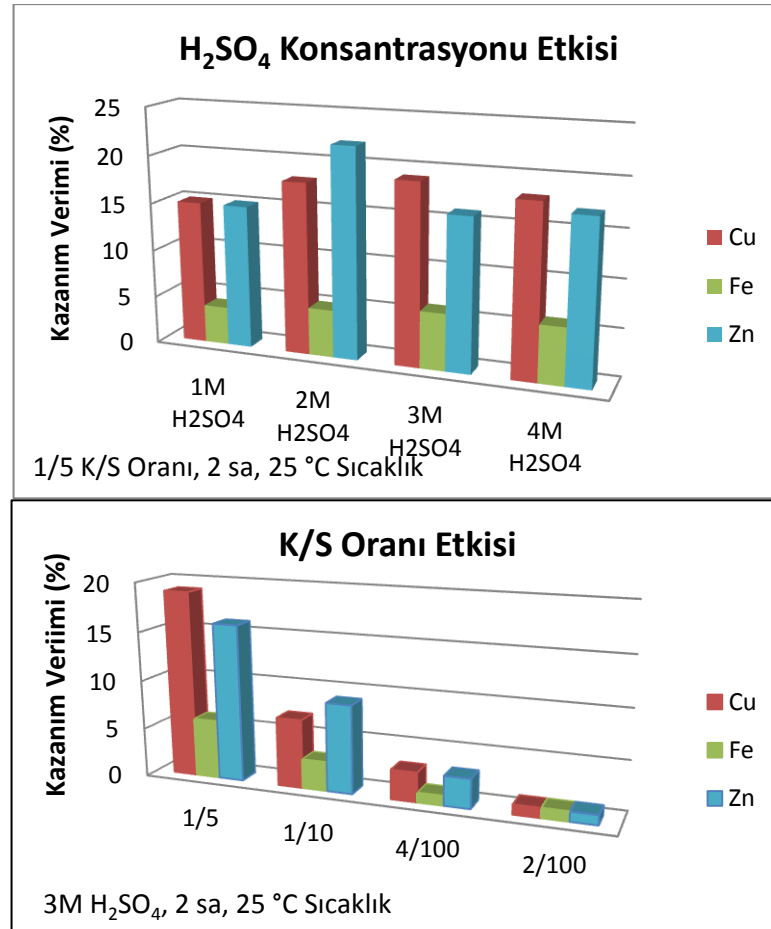 H₂SO₄ Konsantrasyonu Etkisi
Kazanım Verimi (%)
25
20
15
10
5
0
1M
H2SO4
2M
H2SO4
3M
H2SO4
4M
H2SO4
Cu
Fe
Zn
1/5 K/S Oranı, 2 sa, 25 °C Sıcaklık
K/S Oranı Etkisi
Kazanım Veriimi (%)
20
15
10
5
0
1/5
1/10
4/100
2/100
Cu
Fe
Zn
3M H₂SO₄, 2 sa, 25 °C Sıcaklık